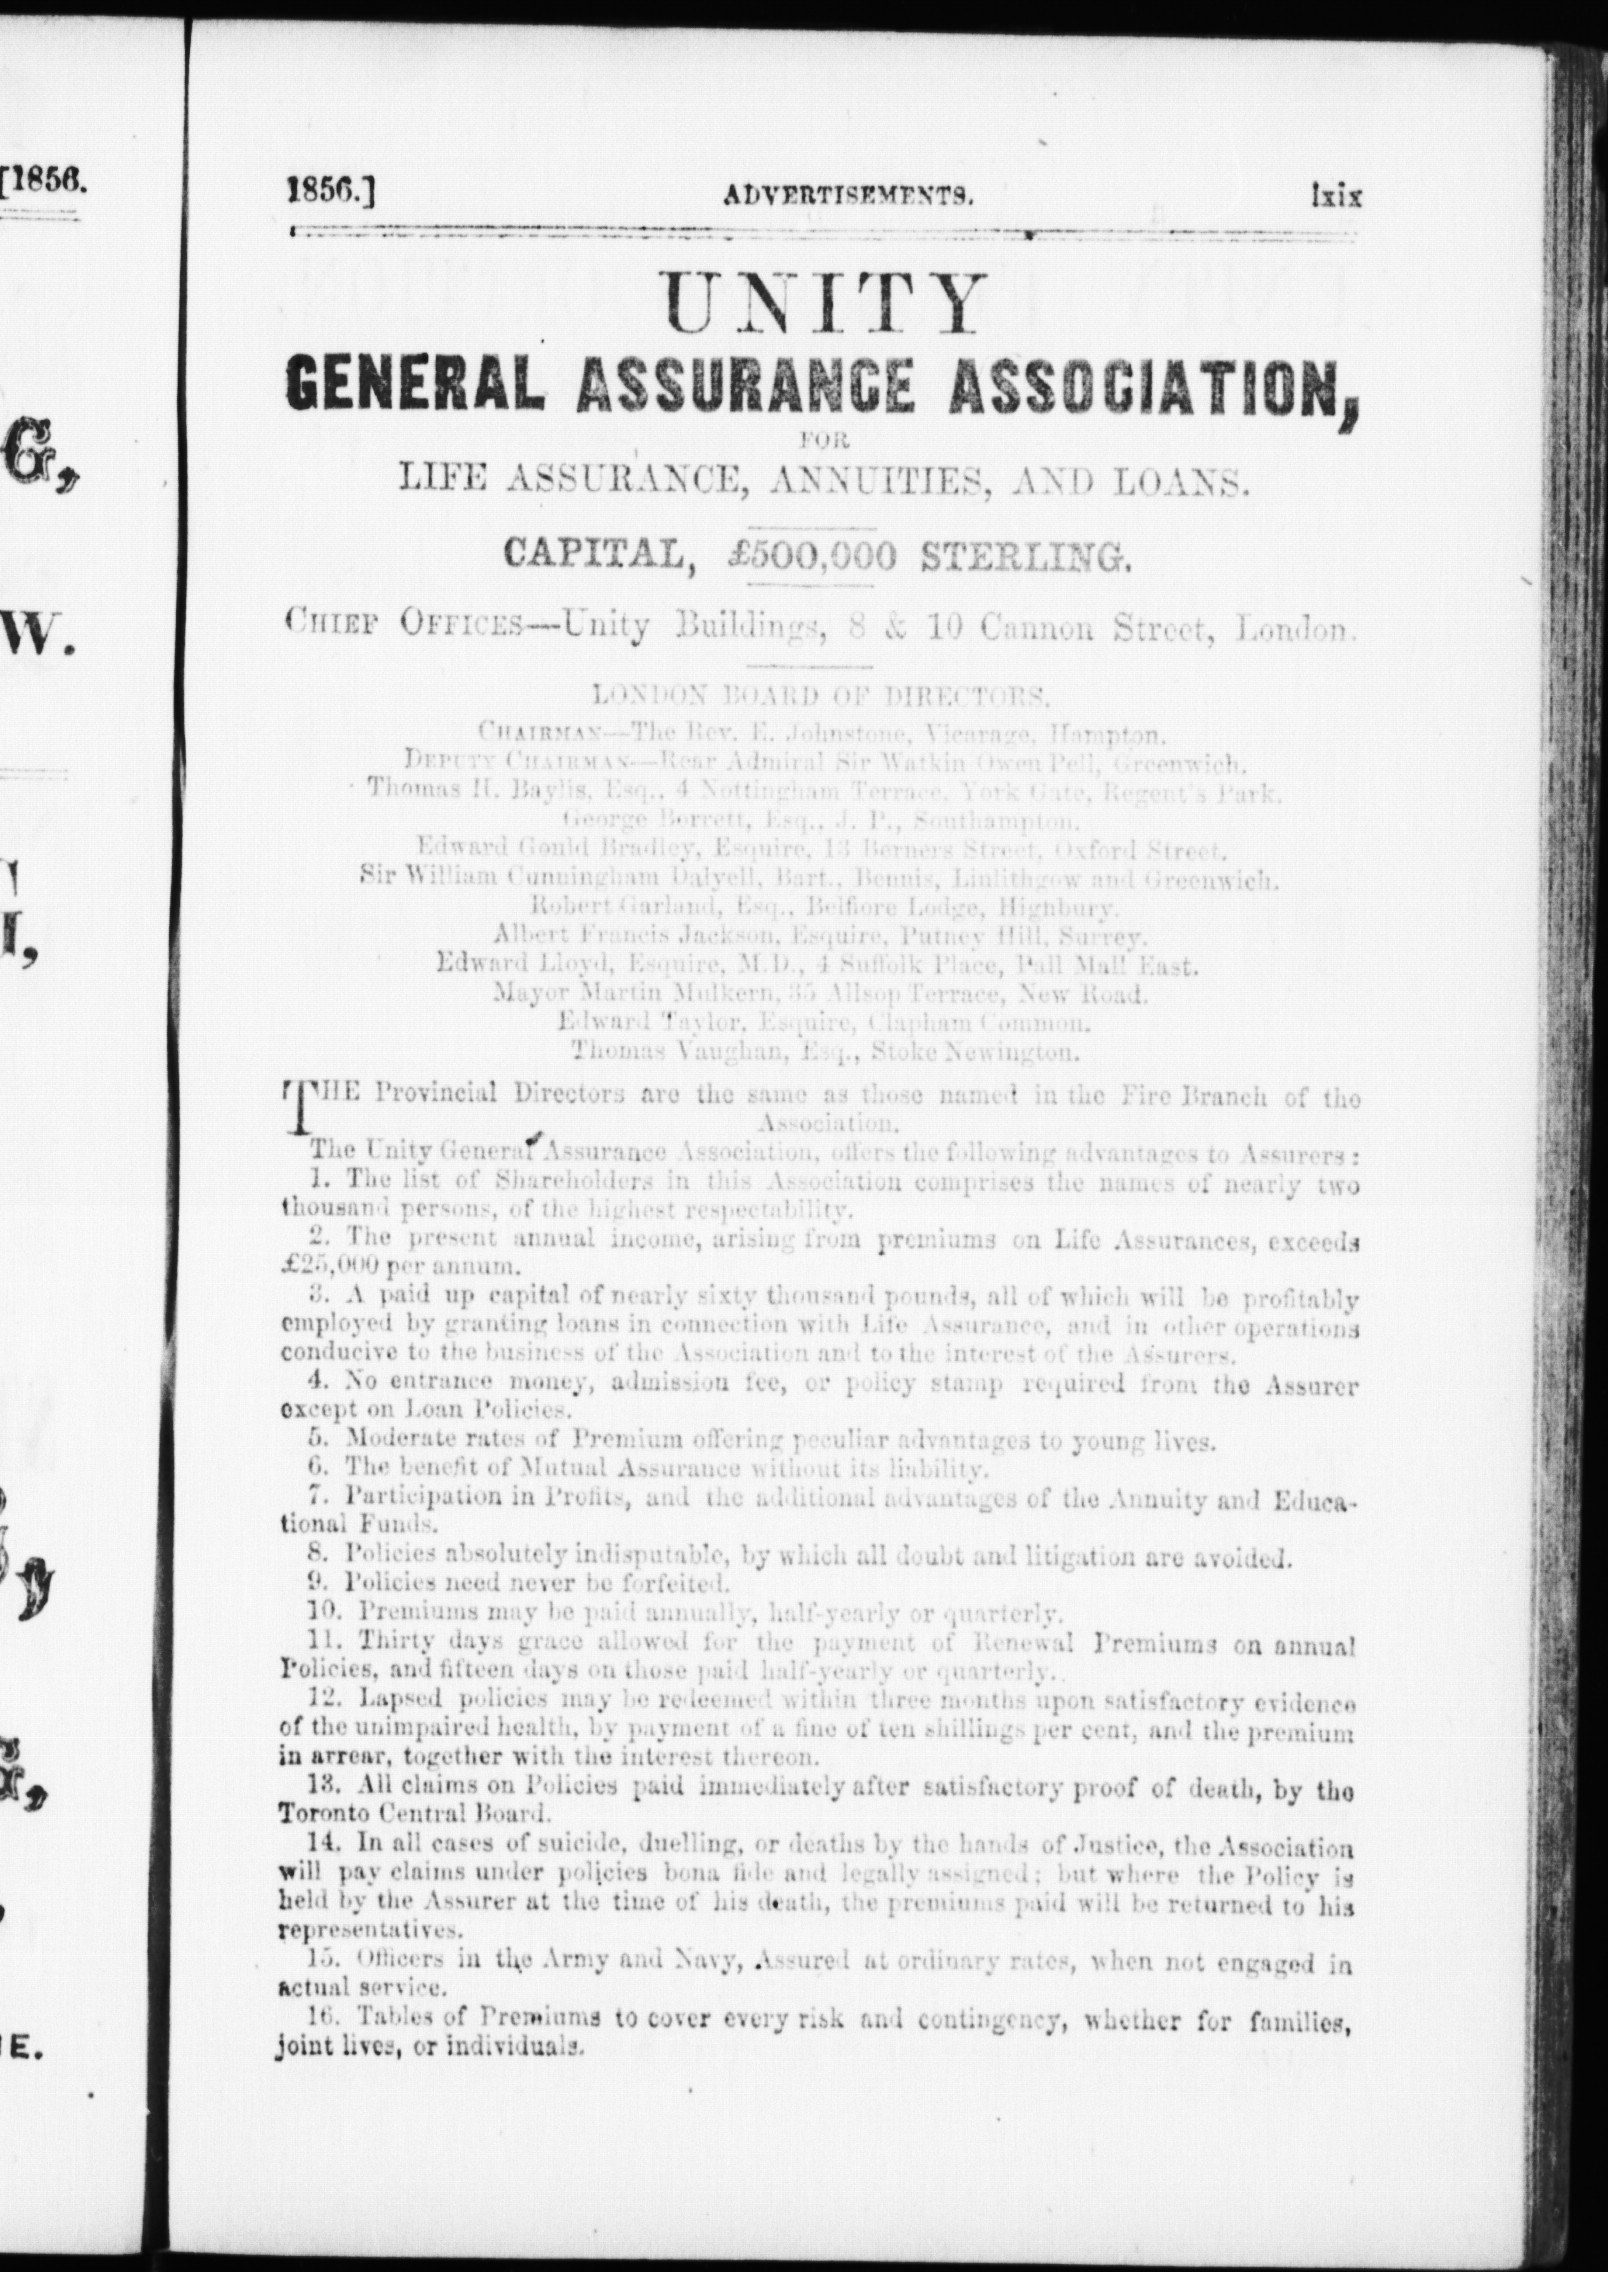 [1856.
G,
W.
I,
E.
1856.] ADVERTISEMENTS. lxix
UNITY
GENERAL ASSURANCE ASSOCIATION,
FOR
LIFE ASSURANCE, ANNUITIES, AND LOANS.
CAPITAL, £500,000 STERLING.
CHIEF OFFICES—Unity Buildings, 8 & 10 Cannon Street, London.
LONDON BOARD OF DIRECTORS.
CHAIRMAN—The Rev. E. Johnstone, Vicarage, Hampton.
DEPUTY CHAIRMAN—Rear Admiral Sir Watkin Owen Pell, Greenwich.
Thomas H. Baylis, Esq., 4 Nottingham Terrace, York Gate, Regent's Park.
George Borrett, Esq., J. P., Southampton.
Edward Gould Bradley, Esquire, 13 Berners Street, Oxford Street.
Sir William Cunningham Dalyell, Bart., Bennis, Linlithgow and Greenwich.
Robert Garland, Esq., Belfiore Lodge, Highbury.
Albert Francis Jackson, Esquire, Putney Hill, Surrey.
Edward Lloyd, Esquire, M.D., 4 Suffolk Place, Pall Mall East.
Mayor Martin Mulkern, 35 Allsop Terrace, New Road.
Edward Taylor, Esquire, Clapham Common.
Thomas Vaughan, Esq., Stoke Newington.
THE Provincial Directors are the same as those named in the Fire Branch of the
Association.
The Unity General Assurance Association, offers the following advantages to Assurers:
1. The list of Shareholders in this Association comprises the names of nearly two
thousand persons, of the highest respectability.
2. The present annual income, arising from premiums on Life Assurances, exceeds
£25,000 per annum.
3. A paid up capital of nearly sixty thousand pounds, all of which will be profitably
employed by granting loans in connection with Life Assurance, and in other operations
conducive to the business of the Association and to the interest of the Assurers.
4. No entrance money, admission fee, or policy stamp required from the Assurer
except on Loan Policies.
5. Moderate rates of Premium offering peculiar advantages to young lives.
6. The benefit of Mutual Assurance without its liability.
7. Participation in Profits, and the additional advantages of the Annuity and Educa-
tional Funds.
8. Policies absolutely indisputable, by which all doubt and litigation are avoided.
9. Policies need never be forfeited.
10. Premiums may be paid annually, half-yearly or quarterly.
11. Thirty days grace allowed for the payment of Renewal Premiums on annual
Policies, and fifteen days on those paid half-yearly or quarterly.
12. Lapsed policies may be redeemed within three months upon satisfactory evidence
of the unimpaired health, by payment of a fine of ten shillings per cent, and the premium
in arrear, together with the interest thereon.
13. All claims on Policies paid immediately after satisfactory proof of death, by the
Toronto Central Board.
14. In all cases of suicide, duelling, or deaths by the hands of Justice, the Association
will pay claims under policies bona fide and legally assigned; but where the Policy is
held by the Assurer at the time of his death, the premiums paid will be returned to his
representatives.
15. Officers in the Army and Navy, Assured at ordinary rates, when not engaged in
actual service.
16. Tables of Premiums to cover every risk and contingency, whether for families,
joint lives, or individuals.